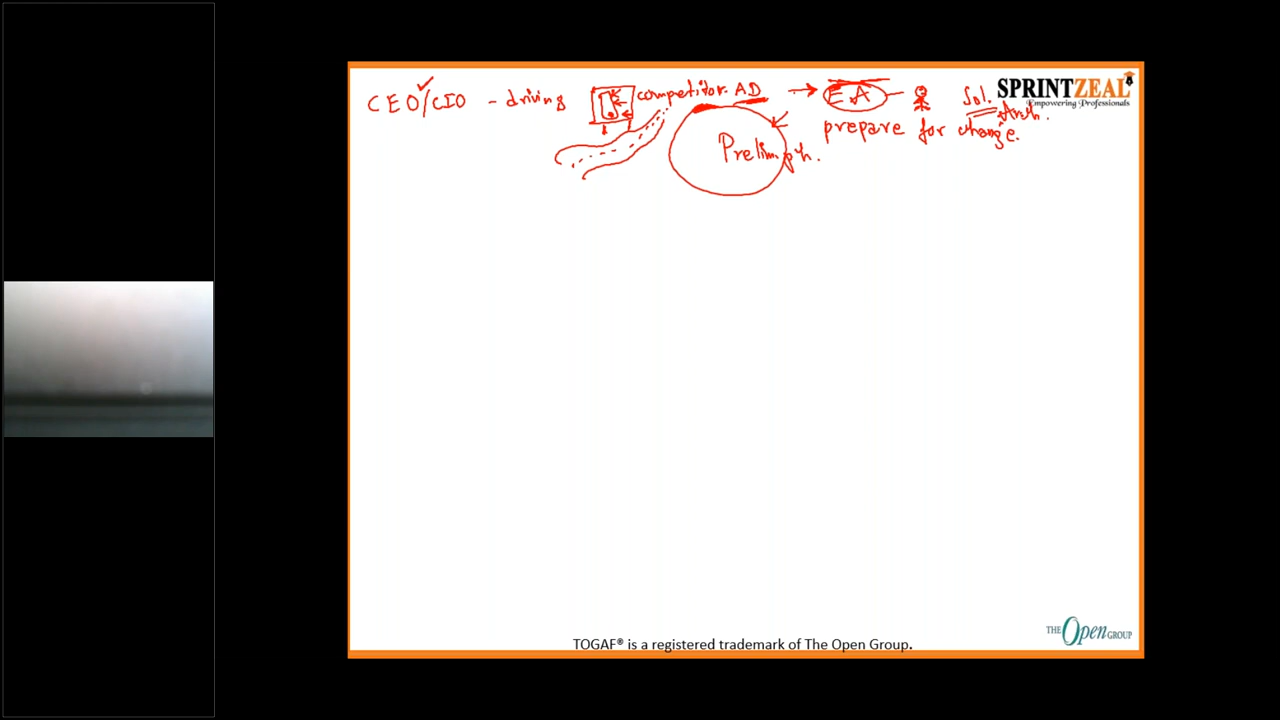 CEO/CIO - driving competitor AD → E.A Sol. Arch.
prepare for change.
Prelim ph.
SPRINTZEAL
Empowering Professionals
TOGAF® is a registered trademark of The Open Group.
THE Open GROUP